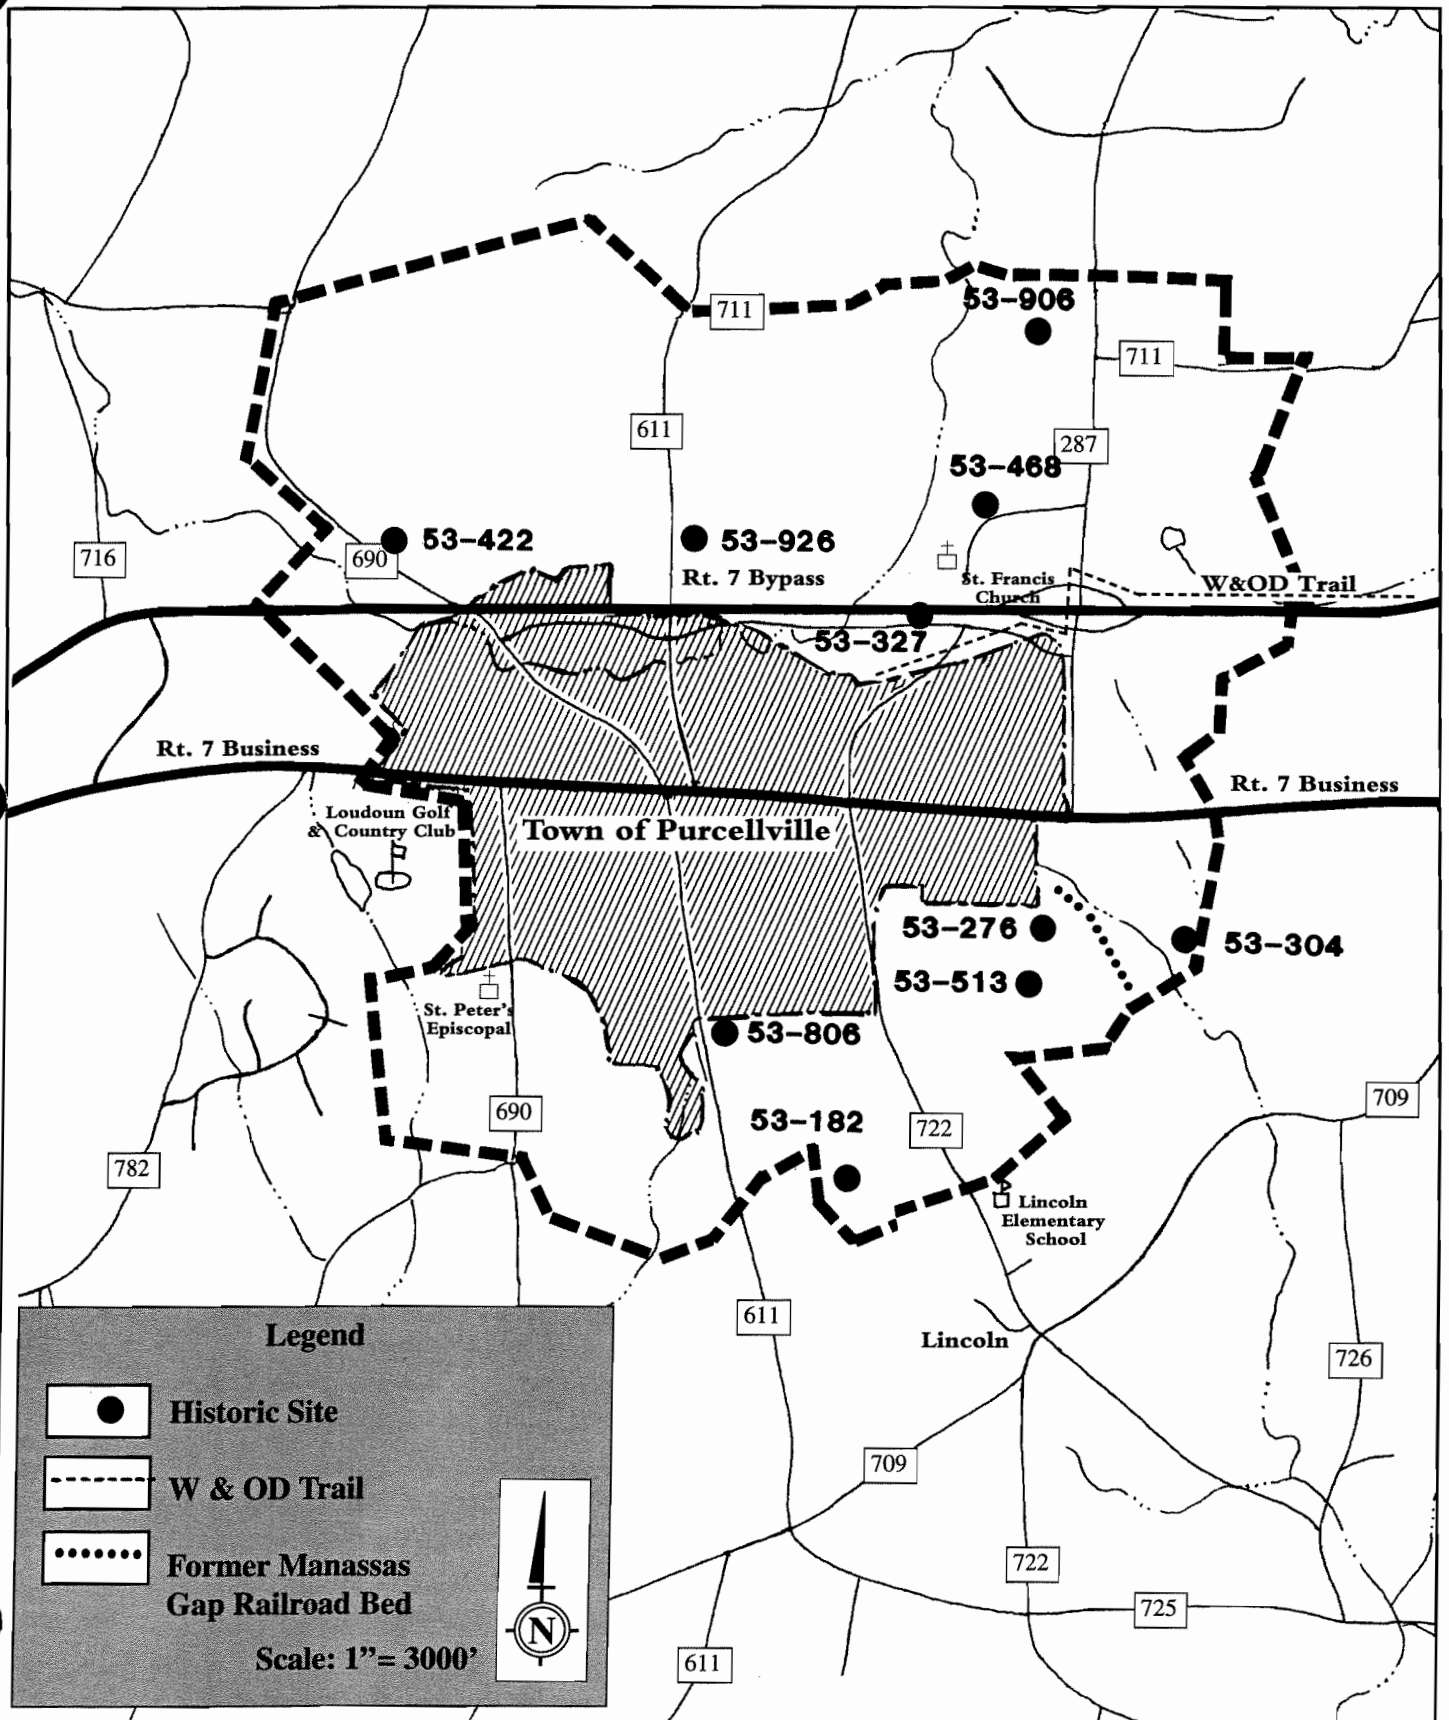 711
53-906
711
611
287
53-468
53-422
53-926
716
690
Rt. 7 Bypass
St. Francis
Church
W&OD Trail
53-327
Rt. 7 Business
Rt. 7 Business
Loudoun Golf
& Country Club
Town of Purcellville
53-276
53-304
53-513
St. Peter's
Episcopal
53-806
709
690
53-182
722
782
Lincoln
Elementary
School
611
Lincoln
726
709
722
725
611
Legend
Historic Site
W & OD Trail
Former Manassas
Gap Railroad Bed
N
Scale: 1”= 3000’